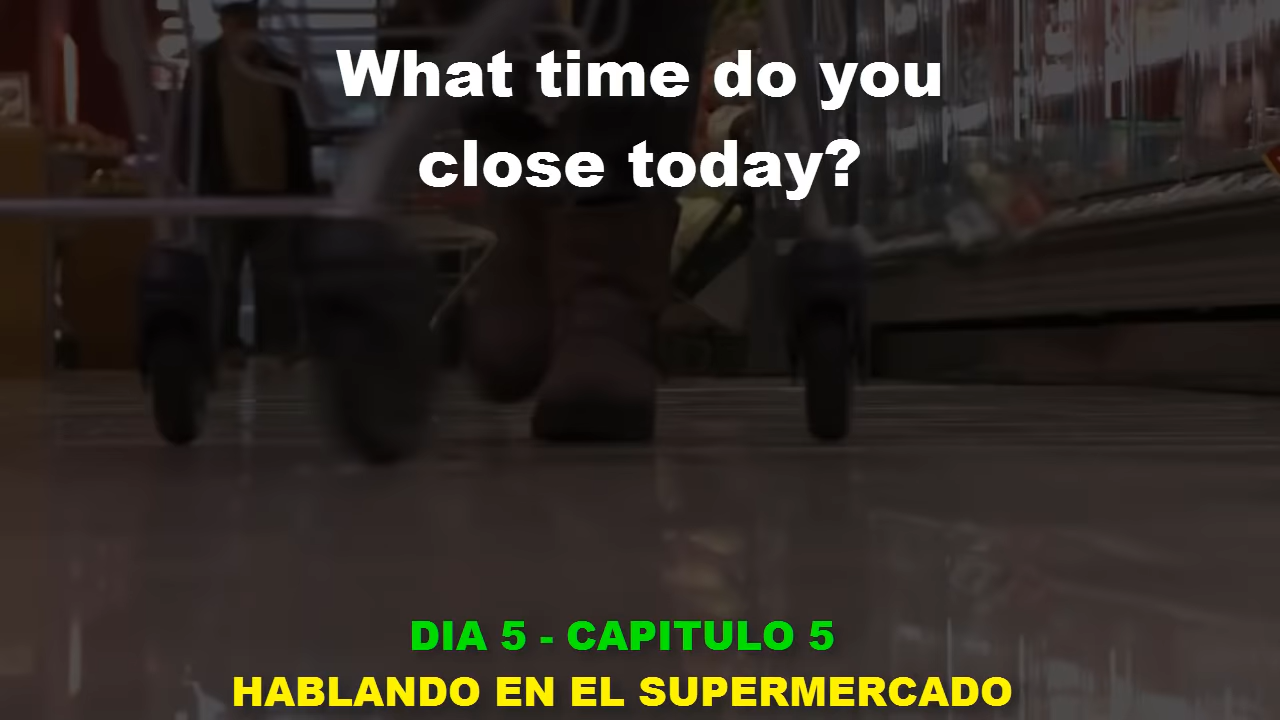 What time do you
close today?
DIA 5 - CAPITULO 5
HABLANDO EN EL SUPERMERCADO